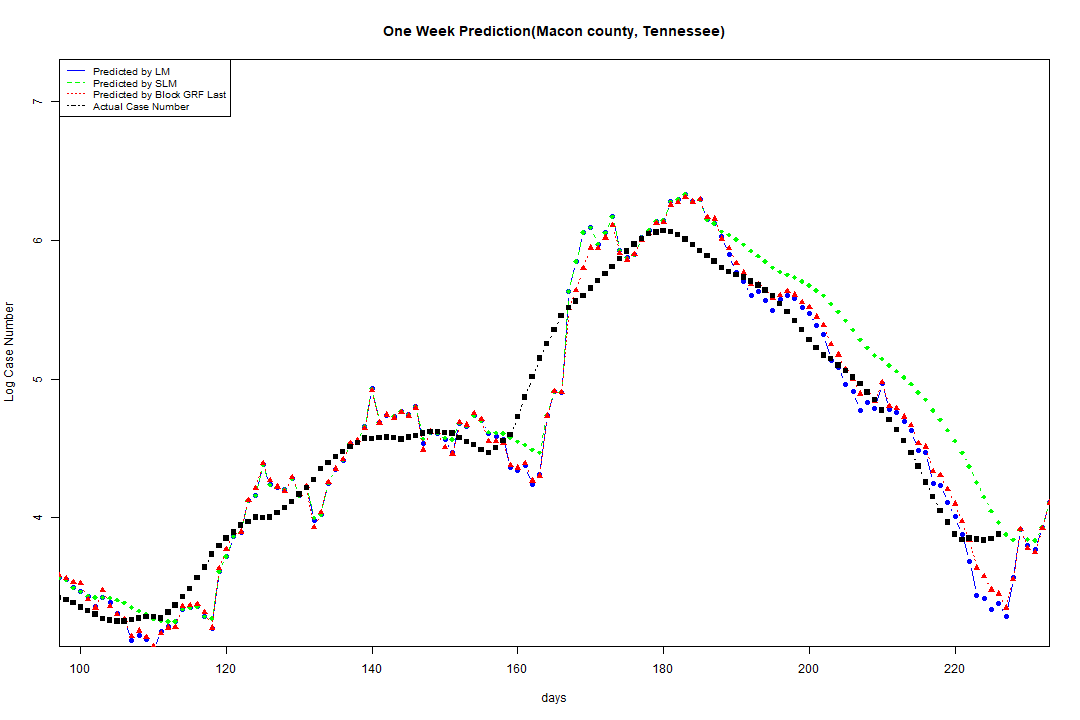 One Week Prediction(Macon county, Tennessee)
Predicted by LM
Predicted by SLM
Predicted by Block GRF Last
Actual Case Number
7
6
5
4
Log Case Number
100 120 140 160 180 200 220
days